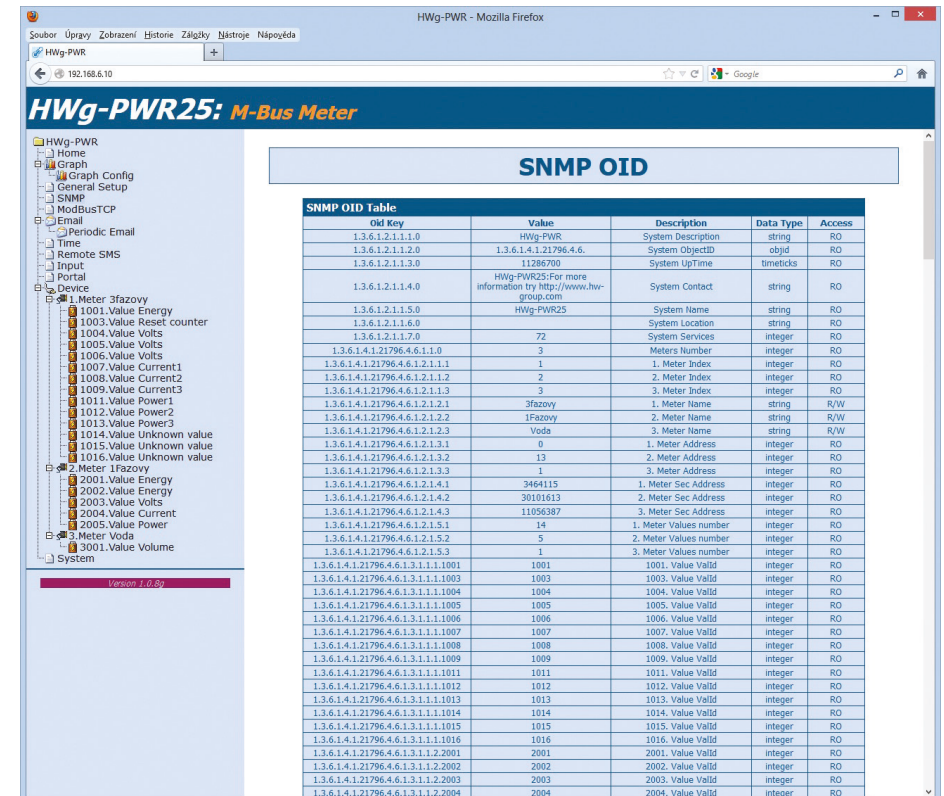 HWg-PWR - Mozilla Firefox
Soubor Úpravy Zobrazení Historie Záložky Nástroje Nápověda
HWg-PWR
192.168.6.10
Google
HWg-PWR25: M-Bus Meter
HWg-PWR
Home
Graph
Graph Config
General Setup
SNMP
ModBusTCP
Email
Periodic Email
Time
Remote SMS
Input
Portal
Device
1.Meter 3fazovy
1001.Value Energy
1003.Value Reset counter
1004.Value Volts
1005.Value Volts
1006.Value Volts
1007.Value Current1
1008.Value Current2
1009.Value Current3
1011.Value Power1
1012.Value Power2
1013.Value Power3
1014.Value Unknown value
1015.Value Unknown value
1016.Value Unknown value
2.Meter 1Fazovy
2001.Value Energy
2002.Value Energy
2003.Value Volts
2004.Value Current
2005.Value Power
3.Meter Voda
3001.Value Volume
System
Version 1.0.8g
SNMP OID
SNMP OID Table
Oid Key Value Description Data Type Access
1.3.6.1.2.1.1.1.0 HWg-PWR System Description string RO
1.3.6.1.2.1.1.2.0 1.3.6.1.4.1.21796.4.6. System ObjectID objid RO
1.3.6.1.2.1.1.3.0 11286700 System UpTime timeticks RO
1.3.6.1.2.1.1.4.0 HWg-PWR25:For more information try http://www.hw-group.com System Contact string RO
1.3.6.1.2.1.1.5.0 HWg-PWR25 System Name string RO
1.3.6.1.2.1.1.6.0 System Location string RO
1.3.6.1.2.1.1.7.0 72 System Services integer RO
1.3.6.1.4.1.21796.4.6.1.1.0 3 Meters Number integer RO
1.3.6.1.4.1.21796.4.6.1.2.1.1.1 1 1. Meter Index integer RO
1.3.6.1.4.1.21796.4.6.1.2.1.1.2 2 2. Meter Index integer RO
1.3.6.1.4.1.21796.4.6.1.2.1.1.3 3 3. Meter Index integer RO
1.3.6.1.4.1.21796.4.6.1.2.1.2.1 3fazovy 1. Meter Name string R/W
1.3.6.1.4.1.21796.4.6.1.2.1.2.2 1Fazovy 2. Meter Name string R/W
1.3.6.1.4.1.21796.4.6.1.2.1.2.3 Voda 3. Meter Name string R/W
1.3.6.1.4.1.21796.4.6.1.2.1.3.1 0 1. Meter Address integer RO
1.3.6.1.4.1.21796.4.6.1.2.1.3.2 13 2. Meter Address integer RO
1.3.6.1.4.1.21796.4.6.1.2.1.3.3 1 3. Meter Address integer RO
1.3.6.1.4.1.21796.4.6.1.2.1.4.1 3464115 1. Meter Sec Address integer RO
1.3.6.1.4.1.21796.4.6.1.2.1.4.2 30101613 2. Meter Sec Address integer RO
1.3.6.1.4.1.21796.4.6.1.2.1.4.3 11056387 3. Meter Sec Address integer RO
1.3.6.1.4.1.21796.4.6.1.2.1.5.1 14 1. Meter Values number integer RO
1.3.6.1.4.1.21796.4.6.1.2.1.5.2 5 2. Meter Values number integer RO
1.3.6.1.4.1.21796.4.6.1.2.1.5.3 1 3. Meter Values number integer RO
1.3.6.1.4.1.21796.4.6.1.3.1.1.1.1001 1001 1001. Value ValId integer RO
1.3.6.1.4.1.21796.4.6.1.3.1.1.1.1003 1003 1003. Value ValId integer RO
1.3.6.1.4.1.21796.4.6.1.3.1.1.1.1004 1004 1004. Value ValId integer RO
1.3.6.1.4.1.21796.4.6.1.3.1.1.1.1005 1005 1005. Value ValId integer RO
1.3.6.1.4.1.21796.4.6.1.3.1.1.1.1006 1006 1006. Value ValId integer RO
1.3.6.1.4.1.21796.4.6.1.3.1.1.1.1007 1007 1007. Value ValId integer RO
1.3.6.1.4.1.21796.4.6.1.3.1.1.1.1008 1008 1008. Value ValId integer RO
1.3.6.1.4.1.21796.4.6.1.3.1.1.1.1009 1009 1009. Value ValId integer RO
1.3.6.1.4.1.21796.4.6.1.3.1.1.1.1011 1011 1011. Value ValId integer RO
1.3.6.1.4.1.21796.4.6.1.3.1.1.1.1012 1012 1012. Value ValId integer RO
1.3.6.1.4.1.21796.4.6.1.3.1.1.1.1013 1013 1013. Value ValId integer RO
1.3.6.1.4.1.21796.4.6.1.3.1.1.1.1014 1014 1014. Value ValId integer RO
1.3.6.1.4.1.21796.4.6.1.3.1.1.1.1015 1015 1015. Value ValId integer RO
1.3.6.1.4.1.21796.4.6.1.3.1.1.1.1016 1016 1016. Value ValId integer RO
1.3.6.1.4.1.21796.4.6.1.3.1.1.2.2001 2001 2001. Value ValId integer RO
1.3.6.1.4.1.21796.4.6.1.3.1.1.2.2002 2002 2002. Value ValId integer RO
1.3.6.1.4.1.21796.4.6.1.3.1.1.2.2003 2003 2003. Value ValId integer RO
1.3.6.1.4.1.21796.4.6.1.3.1.1.2.2004 2004 2004. Value ValId integer RO